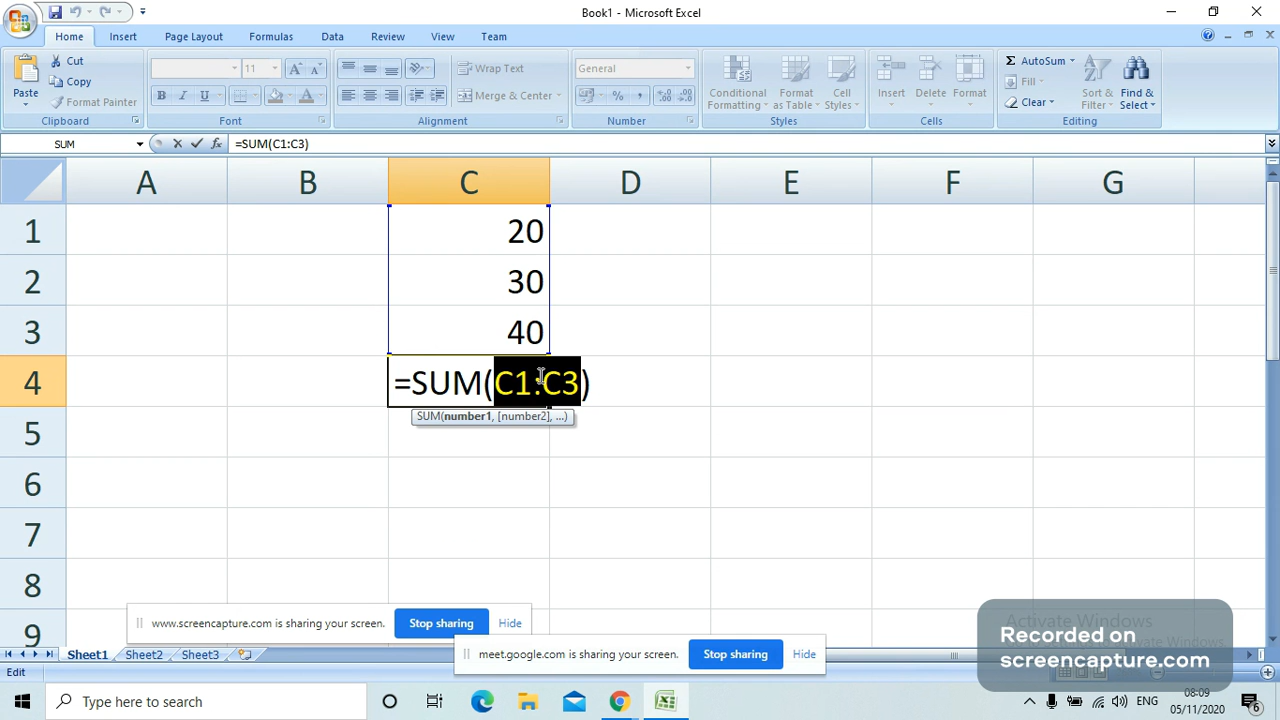 Book1 - Microsoft Excel
Home Insert Page Layout Formulas Data Review View Team
Paste
Cut
Copy
Format Painter
Clipboard
11 A A
B I U A
Font
Wrap Text
Merge & Center
Alignment
General
% ,
Number
Conditional Formatting
Format as Table
Cell Styles
Styles
Insert Delete Format
Cells
Σ AutoSum
Fill
Clear
Sort & Filter
Find & Select
Editing
SUM fx =SUM(C1:C3)
A B C D E F G
1 20
2 30
3 40
4 =SUM(C1:C3)
SUM(number1, [number2], ...)
5
6
7
8
9
www.screencapture.com is sharing your screen. Stop sharing Hide
meet.google.com is sharing your screen. Stop sharing Hide
Activate Windows
Recorded on
screencapture.com
Sheet1 Sheet2 Sheet3
Edit
Type here to search
ENG
08:09
05/11/2020
6